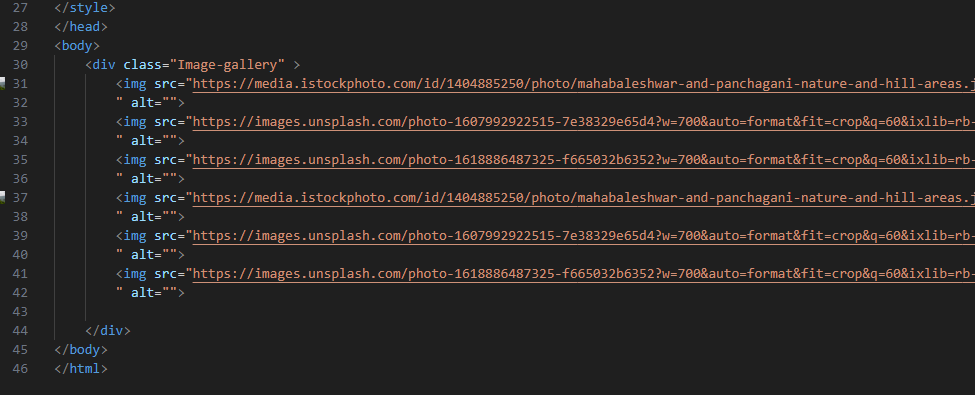 27 </style>
28 </head>
29 <body>
30 <div class="Image-gallery" >
31 <img src="https://media.istockphoto.com/id/1404885250/photo/mahabaleshwar-and-panchagani-nature-and-hill-areas.j
32 " alt="">
33 <img src="https://images.unsplash.com/photo-1607992922515-7e38329e65d4?w=700&auto=format&fit=crop&q=60&ixlib=rb-
34 " alt="">
35 <img src="https://images.unsplash.com/photo-1618886487325-f665032b6352?w=700&auto=format&fit=crop&q=60&ixlib=rb-
36 " alt="">
37 <img src="https://media.istockphoto.com/id/1404885250/photo/mahabaleshwar-and-panchagani-nature-and-hill-areas.j
38 " alt="">
39 <img src="https://images.unsplash.com/photo-1607992922515-7e38329e65d4?w=700&auto=format&fit=crop&q=60&ixlib=rb-
40 " alt="">
41 <img src="https://images.unsplash.com/photo-1618886487325-f665032b6352?w=700&auto=format&fit=crop&q=60&ixlib=rb-
42 " alt="">
43
44 </div>
45 </body>
46 </html>